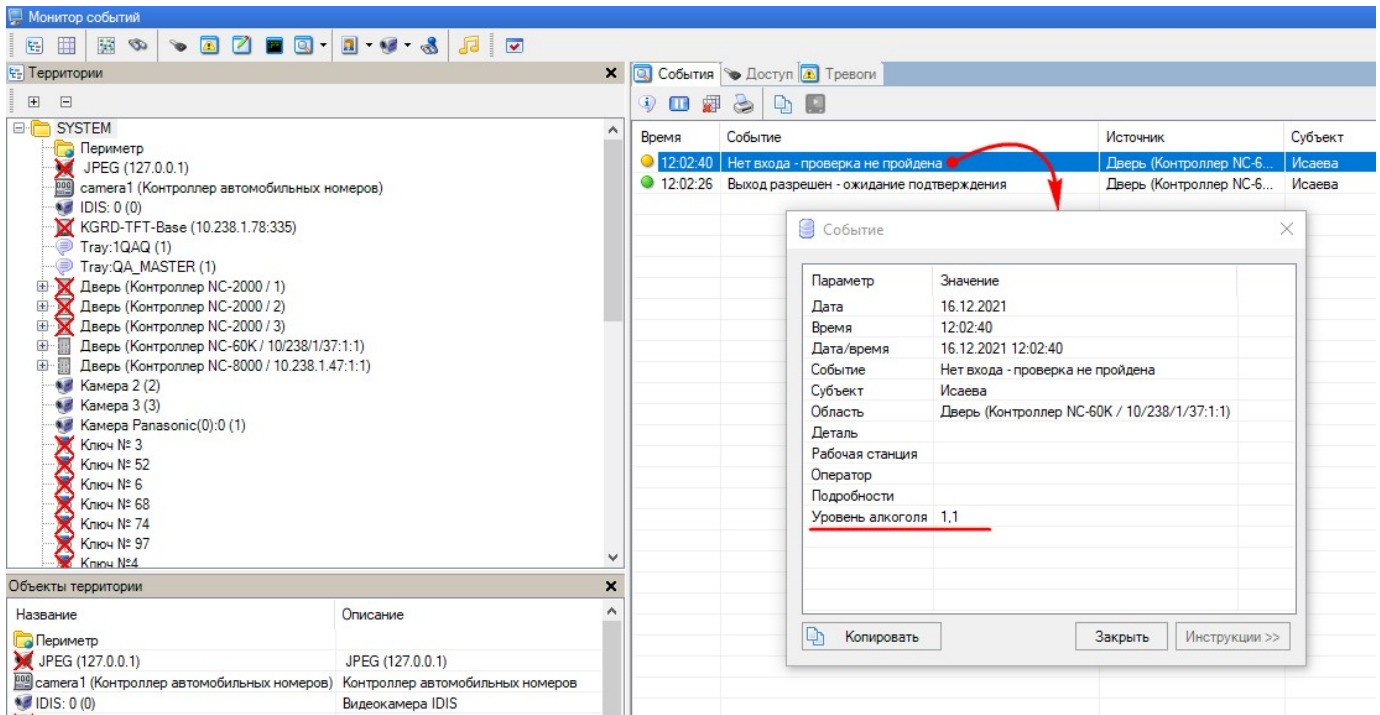 Монитор событий
Территории
SYSTEM
Периметр
JPEG (127.0.0.1)
camera1 (Контроллер автомобильных номеров)
IDIS: 0 (0)
KGRD-TFT-Base (10.238.1.78:335)
Tray:1QAQ (1)
Tray:QA_MASTER (1)
Дверь (Контроллер NC-2000 / 1)
Дверь (Контроллер NC-2000 / 2)
Дверь (Контроллер NC-2000 / 3)
Дверь (Контроллер NC-60K / 10/238/1/37:1:1)
Дверь (Контроллер NC-8000 / 10.238.1.47:1:1)
Камера 2 (2)
Камера 3 (3)
Камера Panasonic(0):0 (1)
Ключ № 3
Ключ № 52
Ключ № 6
Ключ № 68
Ключ № 74
Ключ № 97
Ключ №4
Объекты территории
Название Описание
Периметр
JPEG (127.0.0.1) JPEG (127.0.0.1)
camera1 (Контроллер автомобильных номеров) Контроллер автомобильных номеров
IDIS: 0 (0) Видеокамера IDIS
События Доступ Тревоги
Время Событие Источник Субъект
12:02:40 Нет входа - проверка не пройдена Дверь (Контроллер NC-6... Исаева
12:02:26 Выход разрешен - ожидание подтверждения Дверь (Контроллер NC-6... Исаева
Событие
Параметр Значение
Дата 16.12.2021
Время 12:02:40
Дата/время 16.12.2021 12:02:40
Событие Нет входа - проверка не пройдена
Субъект Исаева
Область Дверь (Контроллер NC-60K / 10/238/1/37:1:1)
Деталь
Рабочая станция
Оператор
Подробности
Уровень алкоголя 1,1
Копировать Закрыть Инструкции >>